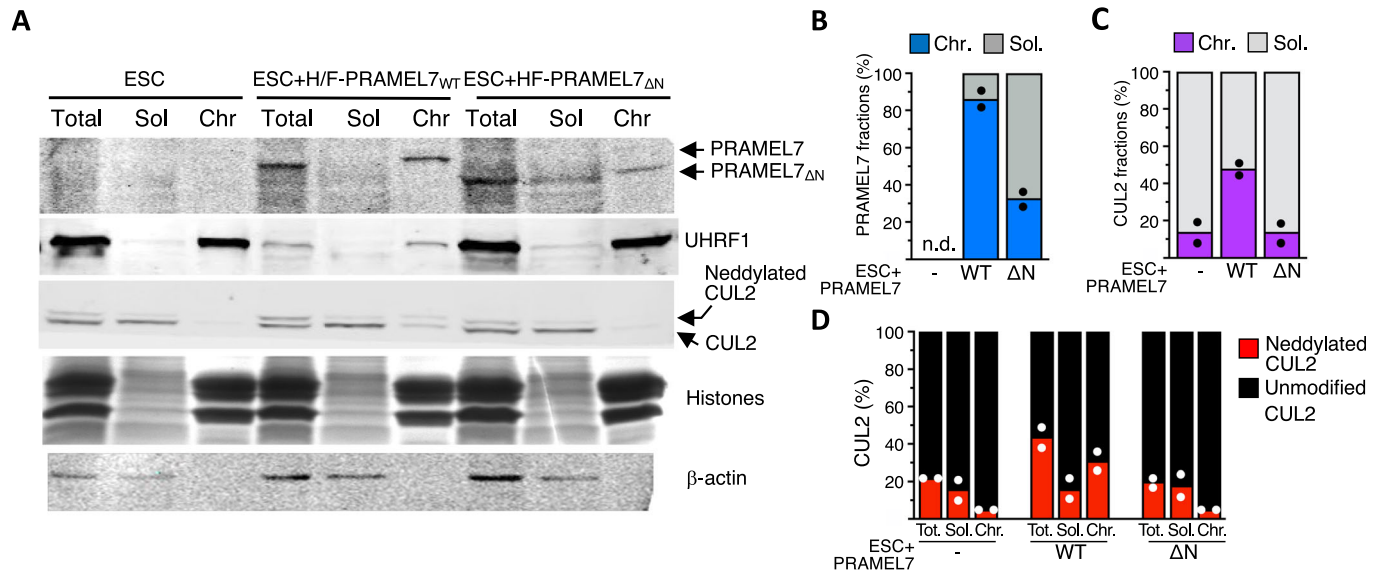 A
ESC
ESC+H/F-PRAMEL7WT
ESC+HF-PRAMEL7ΔN
Total Sol Chr Total Sol Chr Total Sol Chr
PRAMEL7
PRAMEL7ΔN
UHRF1
Neddylated
CUL2
CUL2
Histones
β-actin
B
Chr. Sol.
PRAMEL7 fractions (%)
100
80
60
40
20
n.d.
ESC+
PRAMEL7
- WT ΔN
C
Chr. Sol.
CUL2 fractions (%)
100
80
60
40
20
ESC+
PRAMEL7
- WT ΔN
D
CUL2 (%)
100
80
60
40
20
Neddylated
CUL2
Unmodified
CUL2
Tot. Sol. Chr. Tot. Sol. Chr. Tot. Sol. Chr.
ESC+
PRAMEL7
- WT ΔN